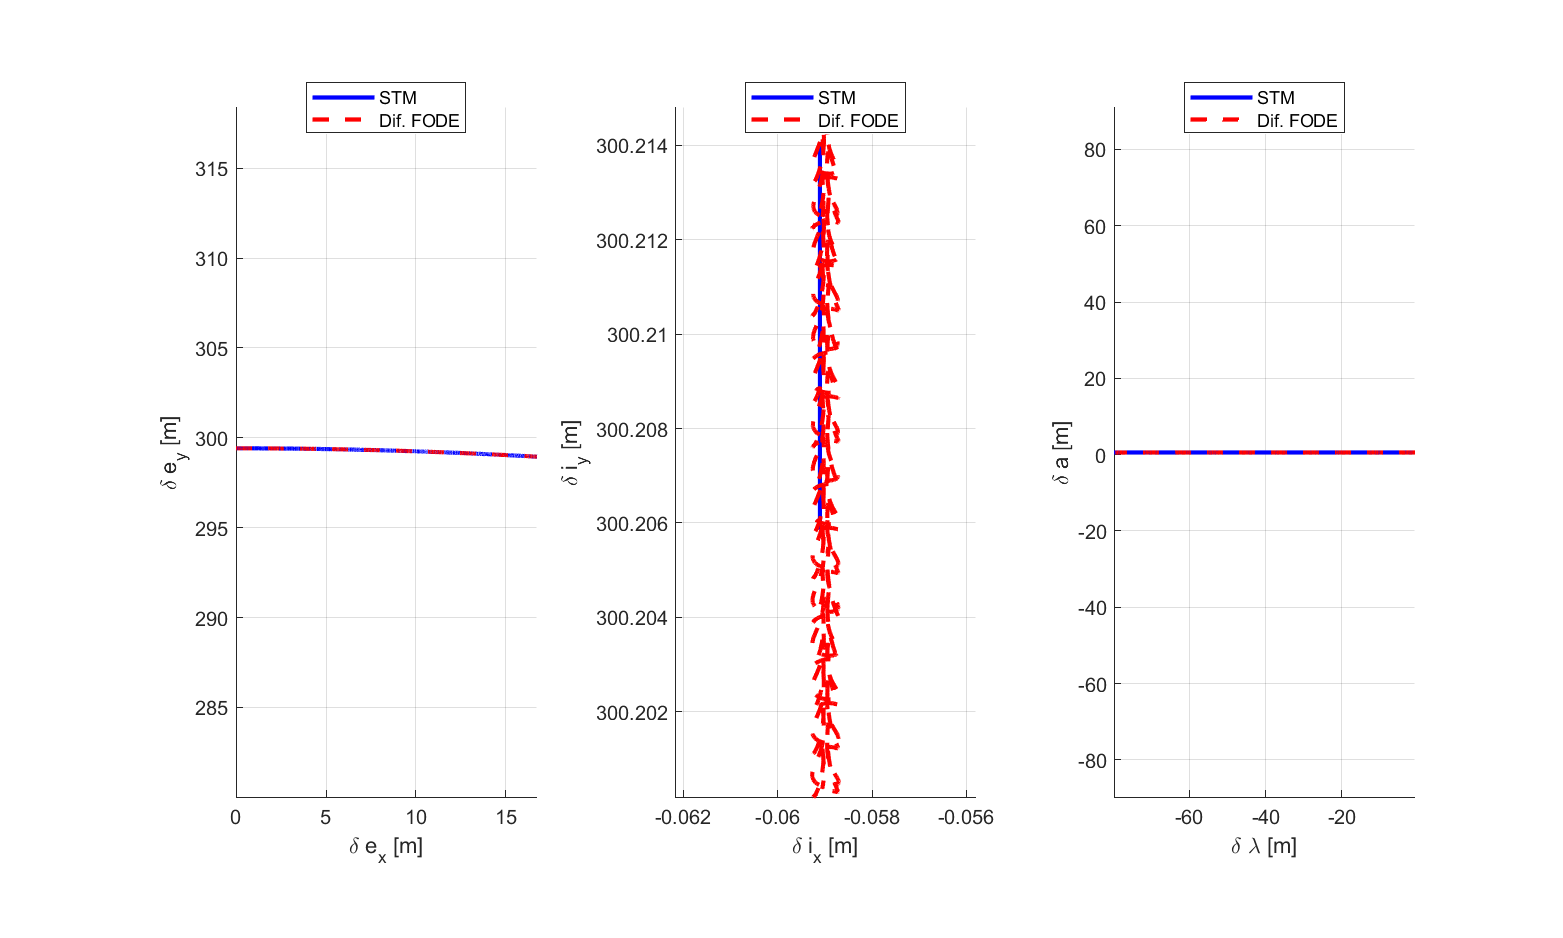 STM
Dif. FODE
315
310
305
300
295
290
285
δ e_y [m]
0 5 10 15
δ e_x [m]
STM
Dif. FODE
300.214
300.212
300.21
300.208
300.206
300.204
300.202
δ i_y [m]
-0.062 -0.06 -0.058 -0.056
δ i_x [m]
STM
Dif. FODE
80
60
40
20
0
-20
-40
-60
-80
δ a [m]
-60 -40 -20
δ λ [m]